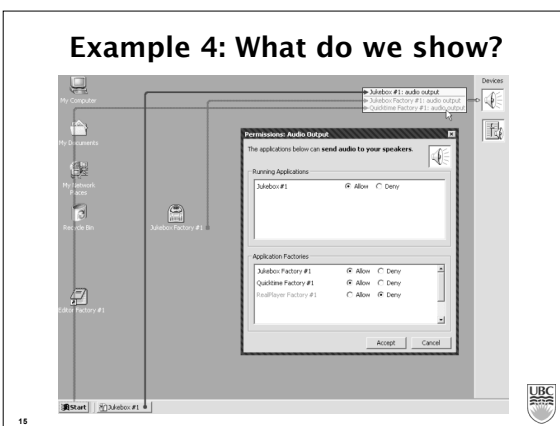 Example 4: What do we show?
My Computer
My Documents
My Network
Places
Recycle Bin
Jukebox Factory #1
Editor Factory #1
Jukebox #1: audio output
Jukebox Factory #1: audio output
Quicktime Factory #1: audio output
Devices
Permissions: Audio Output
The applications below can send audio to your speakers.
Running Applications
Jukebox #1 Allow Deny
Application Factories
Jukebox Factory #1 Allow Deny
Quicktime Factory #1 Allow Deny
RealPlayer Factory #1 Allow Deny
Accept Cancel
Start Jukebox #1
UBC
15